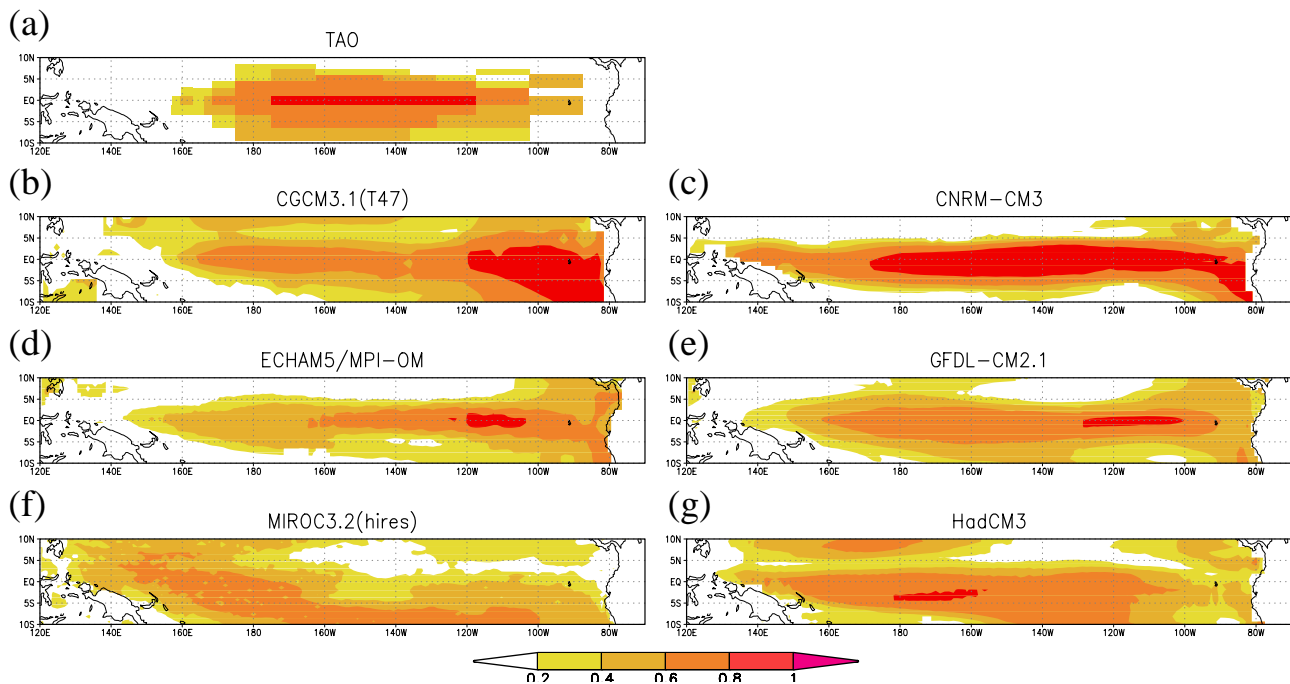 (a)
TAO
10N
5N
EQ
5S
10S
120E 140E 160E 180 160W 140W 120W 100W 80W
(b)
CGCM3.1(T47)
10N
5N
EQ
5S
10S
120E 140E 160E 180 160W 140W 120W 100W 80W
(c)
CNRM-CM3
10N
5N
EQ
5S
10S
120E 140E 160E 180 160W 140W 120W 100W 80W
(d)
ECHAM5/MPI-OM
10N
5N
EQ
5S
10S
120E 140E 160E 180 160W 140W 120W 100W 80W
(e)
GFDL-CM2.1
10N
5N
EQ
5S
10S
120E 140E 160E 180 160W 140W 120W 100W 80W
(f)
MIROC3.2(hires)
10N
5N
EQ
5S
10S
120E 140E 160E 180 160W 140W 120W 100W 80W
(g)
HadCM3
10N
5N
EQ
5S
10S
120E 140E 160E 180 160W 140W 120W 100W 80W
0.2 0.4 0.6 0.8 1